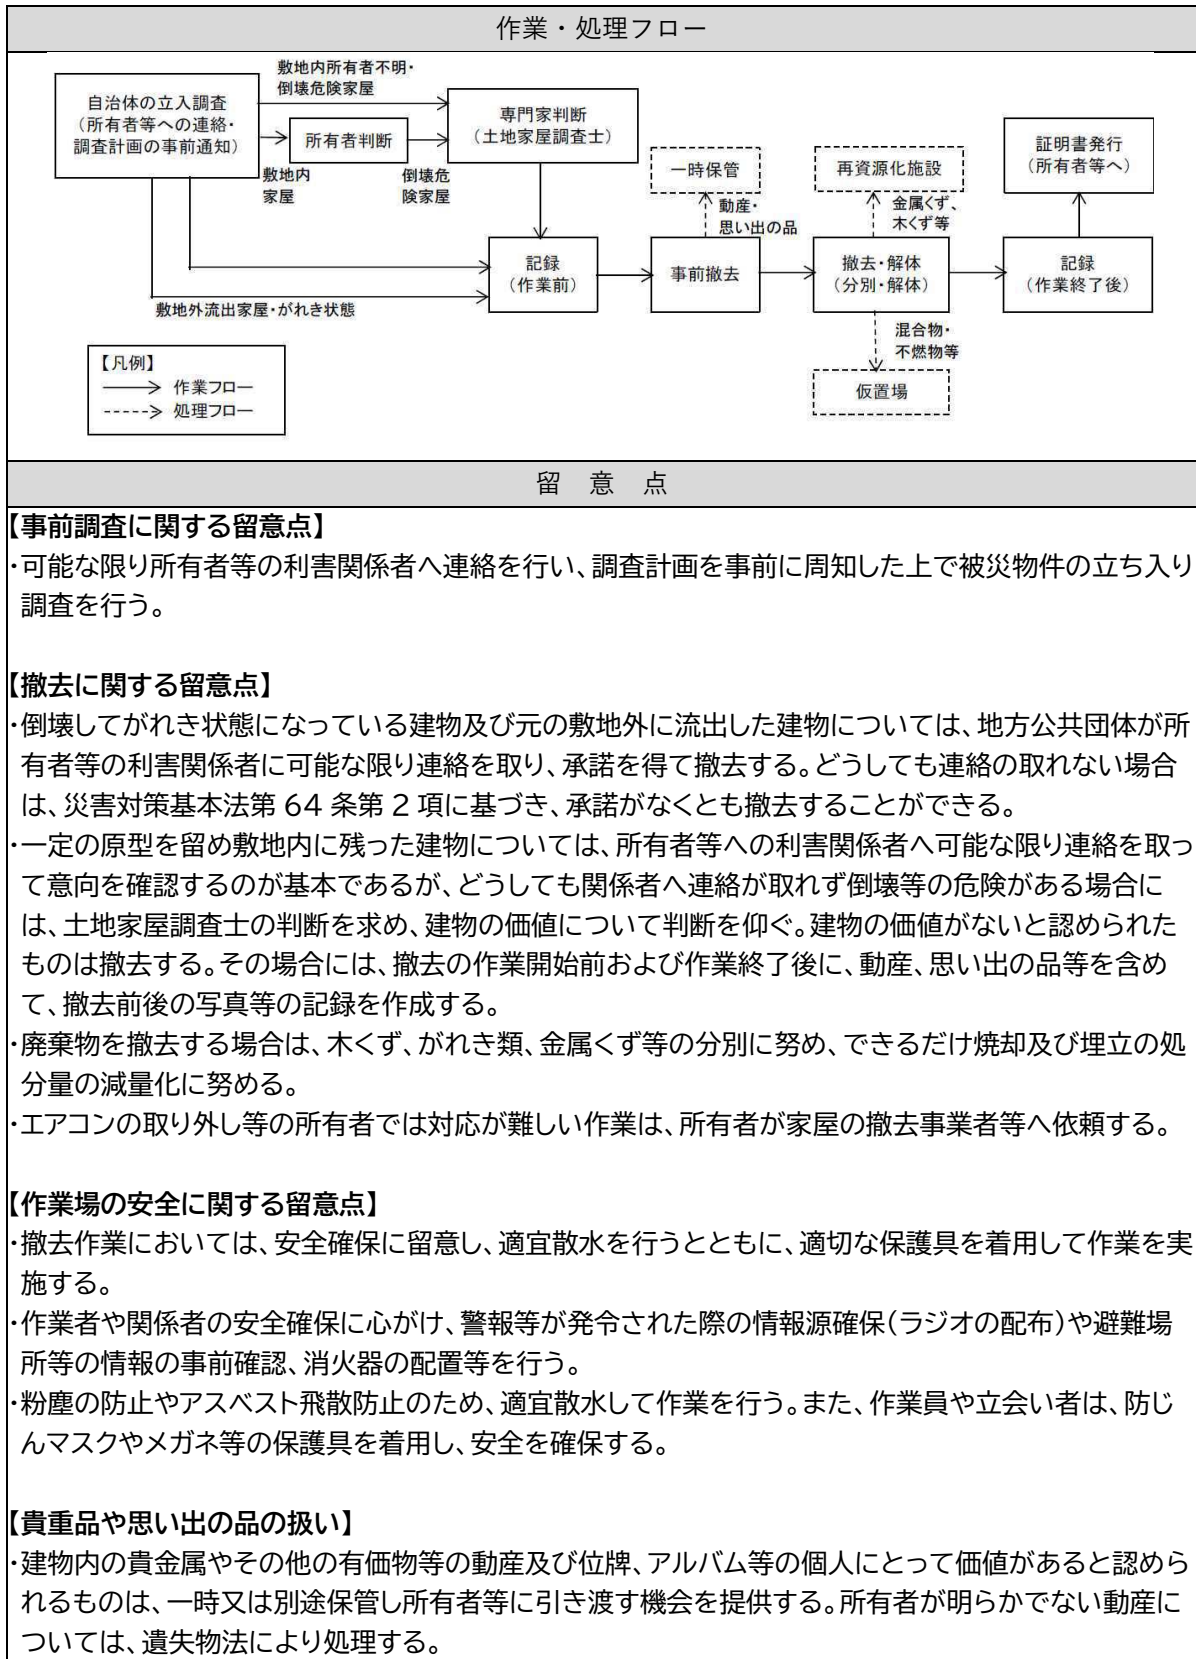 作業・処理フロー
敷地内所有者不明・
倒壊危険家屋
自治体の立入調査
（所有者等への連絡・
調査計画の事前通知）
所有者判断
専門家判断
（土地家屋調査士）
敷地内
家屋
倒壊危
険家屋
一時保管
再資源化施設
証明書発行
（所有者等へ）
動産・
思い出の品
金属くず、
木くず等
記録
（作業前）
事前撤去
撤去・解体
（分別・解体）
記録
（作業終了後）
敷地外流出家屋・がれき状態
混合物・
不燃物等
仮置場
【凡例】
作業フロー
処理フロー
留 意 点
【事前調査に関する留意点】
・可能な限り所有者等の利害関係者へ連絡を行い、調査計画を事前に周知した上で被災物件の立ち入り
調査を行う。
【撤去に関する留意点】
・倒壊してがれき状態になっている建物及び元の敷地外に流出した建物については、地方公共団体が所
有者等の利害関係者に可能な限り連絡を取り、承諾を得て撤去する。どうしても連絡の取れない場合
は、災害対策基本法第 64 条第 2 項に基づき、承諾がなくとも撤去することができる。
・一定の原型を留め敷地内に残った建物については、所有者等への利害関係者へ可能な限り連絡を取っ
て意向を確認するのが基本であるが、どうしても関係者へ連絡が取れず倒壊等の危険がある場合に
は、土地家屋調査士の判断を求め、建物の価値について判断を仰ぐ。建物の価値がないと認められた
ものは撤去する。その場合には、撤去の作業開始前および作業終了後に、動産、思い出の品等を含め
て、撤去前後の写真等の記録を作成する。
・廃棄物を撤去する場合は、木くず、がれき類、金属くず等の分別に努め、できるだけ焼却及び埋立の処
分量の減量化に努める。
・エアコンの取り外し等の所有者では対応が難しい作業は、所有者が家屋の撤去事業者等へ依頼する。
【作業場の安全に関する留意点】
・撤去作業においては、安全確保に留意し、適宜散水を行うとともに、適切な保護具を着用して作業を実
施する。
・作業者や関係者の安全確保に心がけ、警報等が発令された際の情報源確保（ラジオの配布）や避難場
所等の情報の事前確認、消火器の配置等を行う。
・粉塵の防止やアスベスト飛散防止のため、適宜散水して作業を行う。また、作業員や立会い者は、防じ
んマスクやメガネ等の保護具を着用し、安全を確保する。
【貴重品や思い出の品の扱い】
・建物内の貴金属やその他の有価物等の動産及び位牌、アルバム等の個人にとって価値があると認めら
れるものは、一時又は別途保管し所有者等に引き渡す機会を提供する。所有者が明らかでない動産に
ついては、遺失物法により処理する。